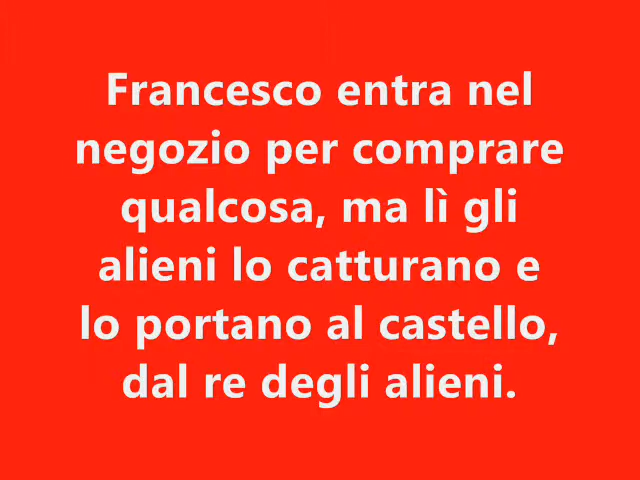 Francesco entra nel
negozio per comprare
qualcosa, ma lì gli
alieni lo catturano e
lo portano al castello,
dal re degli alieni.